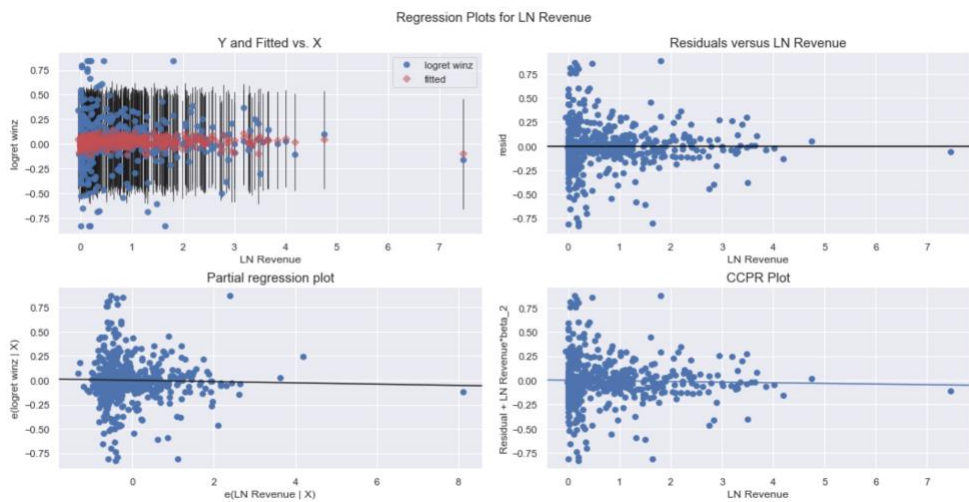 Regression Plots for LN Revenue
Y and Fitted vs. X
logret winz
0.75
0.50
0.25
0.00
-0.25
-0.50
-0.75
logret winz
fitted
0 1 2 3 4 5 6 7
LN Revenue
Residuals versus LN Revenue
resid
0.75
0.50
0.25
0.00
-0.25
-0.50
-0.75
0 1 2 3 4 5 6 7
LN Revenue
Partial regression plot
e(logret winz | X)
0.75
0.50
0.25
0.00
-0.25
-0.50
-0.75
0 2 4 6 8
e(LN Revenue | X)
CCPR Plot
Residual + LN Revenue*beta_2
0.75
0.50
0.25
0.00
-0.25
-0.50
-0.75
0 1 2 3 4 5 6 7
LN Revenue